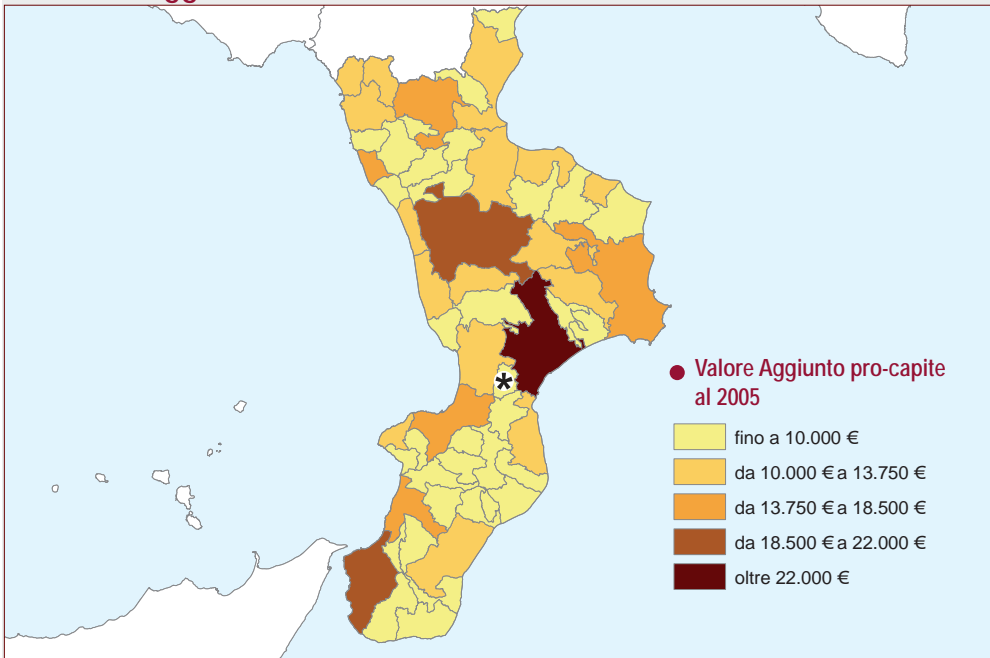 Valore Aggiunto pro-capite
al 2005
fino a 10.000 €
da 10.000 € a 13.750 €
da 13.750 € a 18.500 €
da 18.500 € a 22.000 €
oltre 22.000 €
*